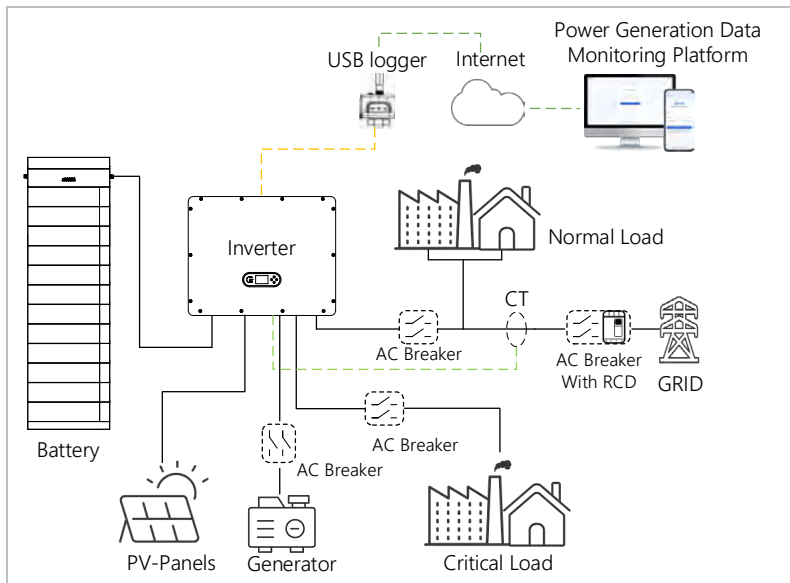 Power Generation Data
Monitoring Platform
USB logger
Internet
Inverter
Normal Load
CT
AC Breaker
AC Breaker
With RCD
GRID
Battery
AC Breaker
AC Breaker
PV-Panels
Generator
Critical Load